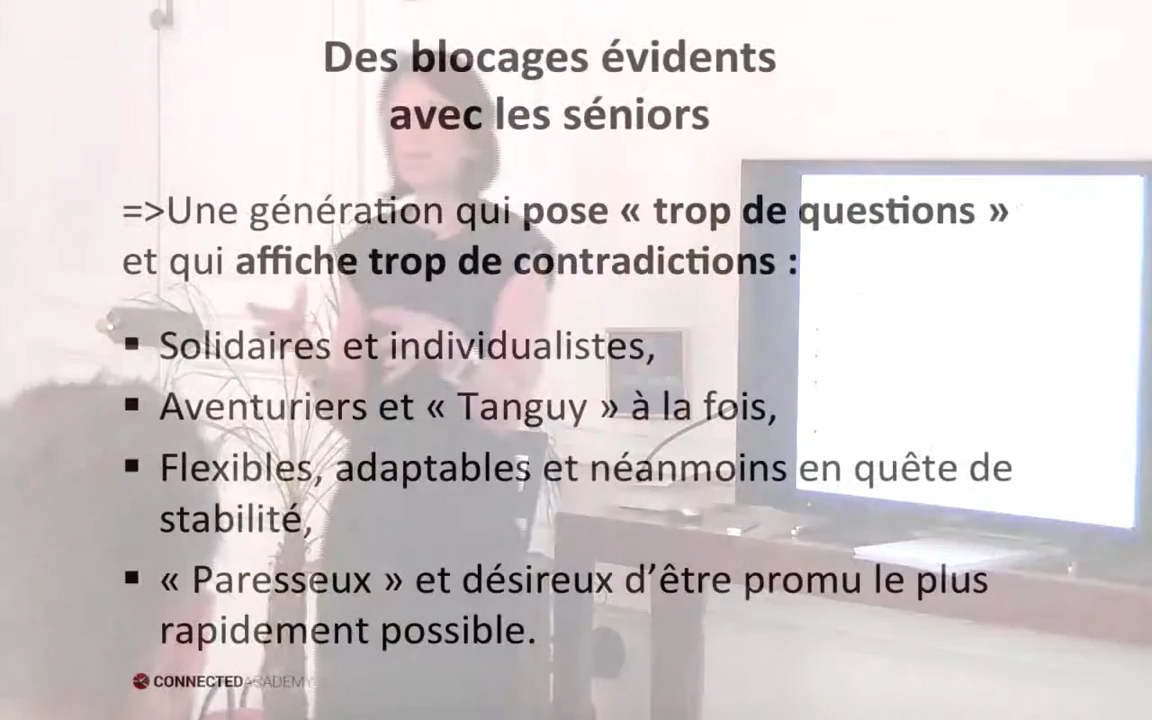 Des blocages évidents
avec les séniors
=>Une génération qui pose « trop de questions »
et qui affiche trop de contradictions :
▪ Solidaires et individualistes,
▪ Aventuriers et « Tanguy » à la fois,
▪ Flexibles, adaptables et néanmoins en quête de
stabilité,
▪ « Paresseux » et désireux d’être promu le plus
rapidement possible.
CONNECTEDACADEMY